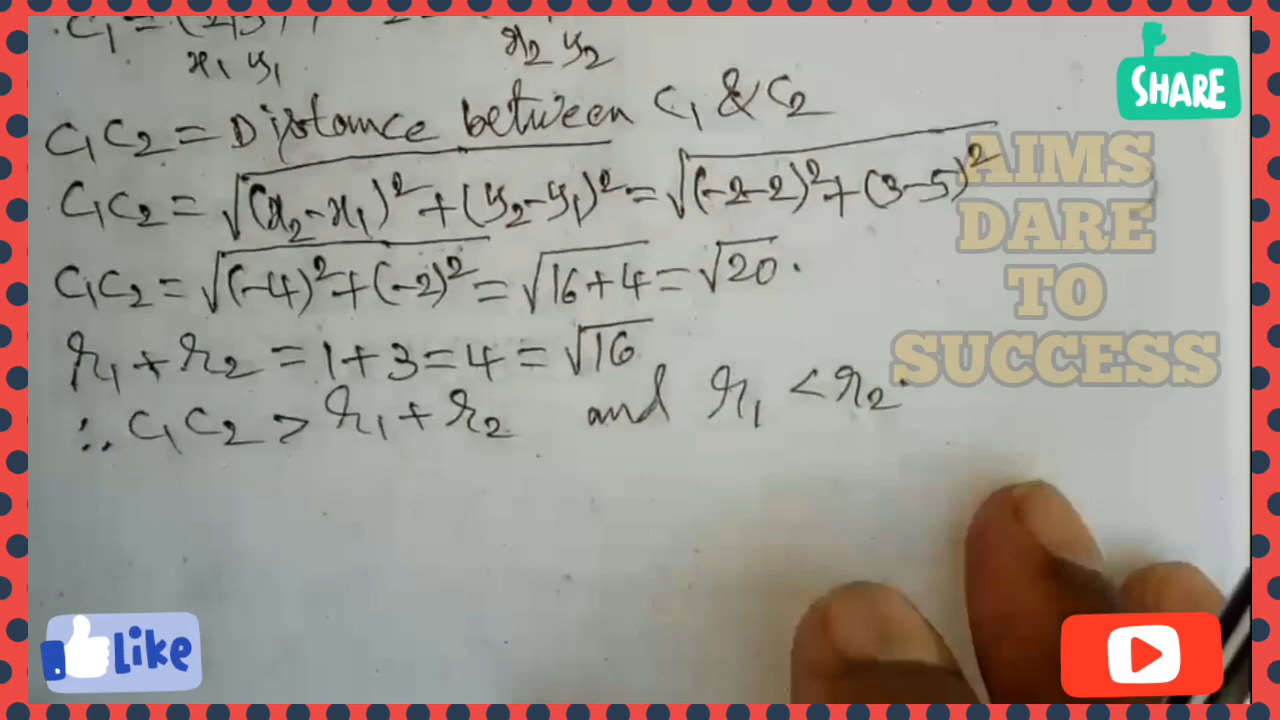 x₁ y₁ x₂ y₂
SHARE
C₁C₂ = Distance between C₁ & C₂
C₁C₂ = √(x₂-x₁)²+(y₂-y₁)² = √(-2-2)²+(3-5)²
C₁C₂ = √(-4)²+(-2)² = √16+4 = √20.
r₁+r₂ = 1+3=4=√16
∴ C₁C₂ > r₁+r₂ and r₁ < r₂.
AIMS
DARE
TO
SUCCESS
Like